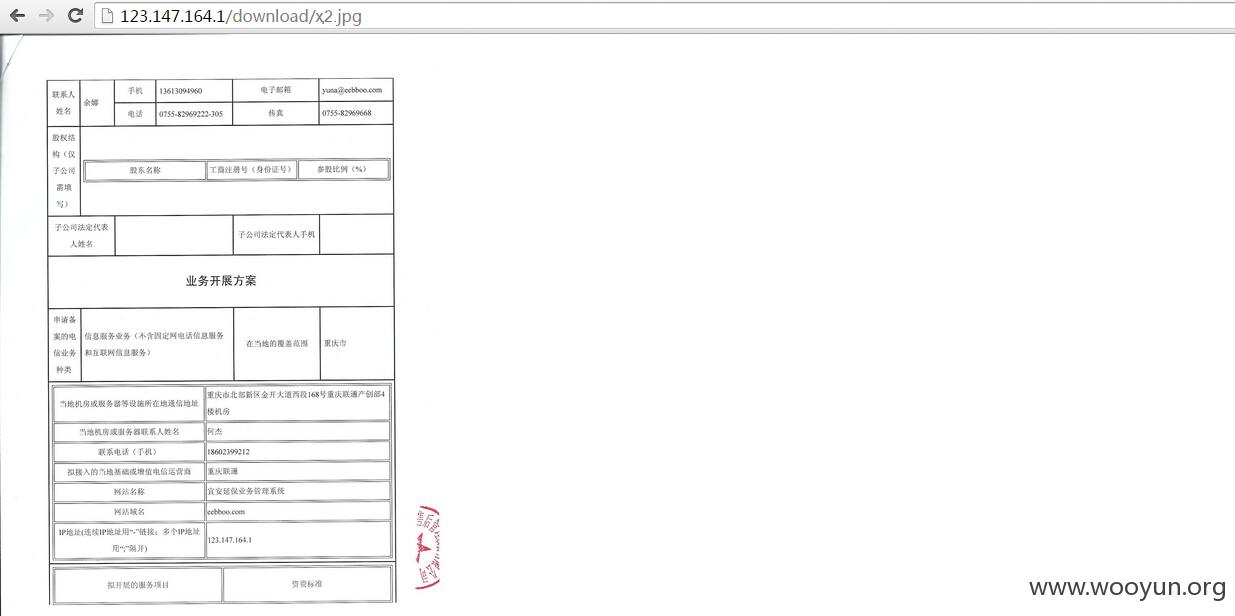 123.147.164.1/download/x2.jpg
联系人姓名 余娜 手机 13613094960 电子邮箱 yuna@eebboo.com
电话 0755-82969222-305 传真 0755-82969668
股权结
构（仅
子公司
需填
写）
股东名称 工商注册号（身份证号） 参股比例（%）
子公司法定代表
人姓名
子公司法定代表人手机
业务开展方案
申请备
案的电
信业务
种类
信息服务业务（不含固定网电话信息服务
和互联网信息服务）
在当地的覆盖范围 重庆市
当地机房或服务器等设施所在地通信地址
重庆市北部新区金开大道西段168号重庆联通产创部4
楼机房
当地机房或服务器联系人姓名 何杰
联系电话（手机） 18602399212
拟接入的当地基础或增值电信运营商 重庆联通
网站名称 宜安延保业务管理系统
网站域名 eebboo.com
IP地址(连续IP地址用“-”链接；多个IP地址
用“;”隔开)
123.147.164.1
拟开展的服务项目 资费标准
www.wooyun.org